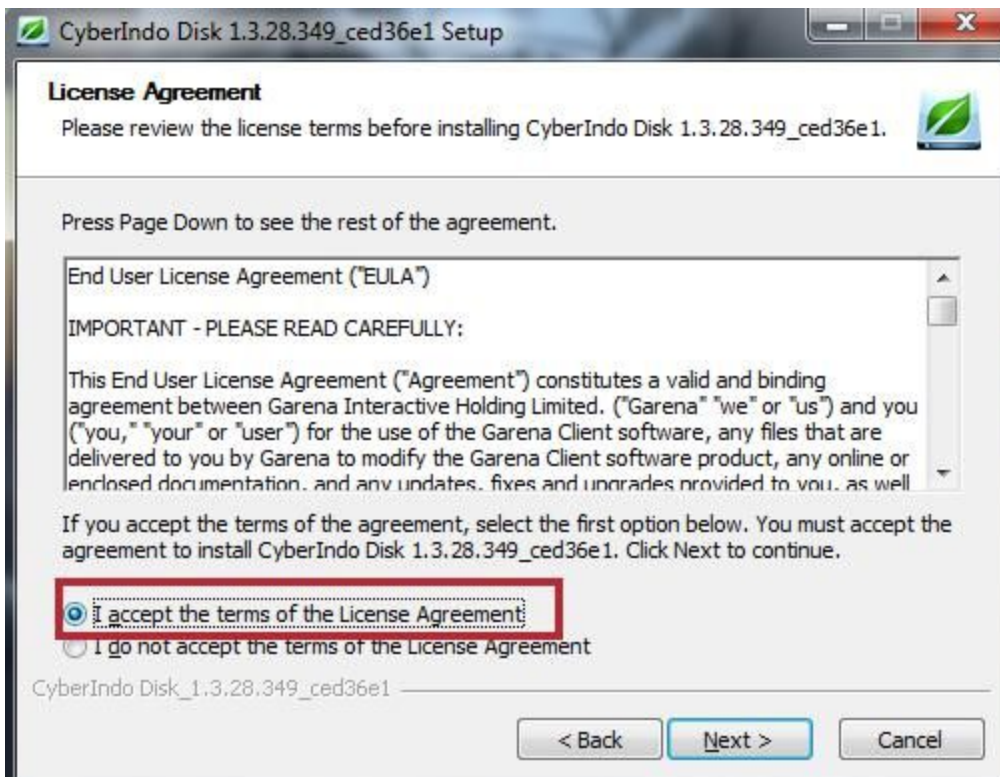 CyberIndo Disk 1.3.28.349_ced36e1 Setup
License Agreement
Please review the license terms before installing CyberIndo Disk 1.3.28.349_ced36e1.
Press Page Down to see the rest of the agreement.
End User License Agreement ("EULA")
IMPORTANT - PLEASE READ CAREFULLY:
This End User License Agreement ("Agreement") constitutes a valid and binding
agreement between Garena Interactive Holding Limited. ("Garena" "we" or "us") and you
("you," "your" or "user") for the use of the Garena Client software, any files that are
delivered to you by Garena to modify the Garena Client software product, any online or
enclosed documentation, and any updates, fixes and upgrades provided to you, as well
If you accept the terms of the agreement, select the first option below. You must accept the
agreement to install CyberIndo Disk 1.3.28.349_ced36e1. Click Next to continue.
I accept the terms of the License Agreement
I do not accept the terms of the License Agreement
CyberIndo Disk_1.3.28.349_ced36e1
< Back Next > Cancel